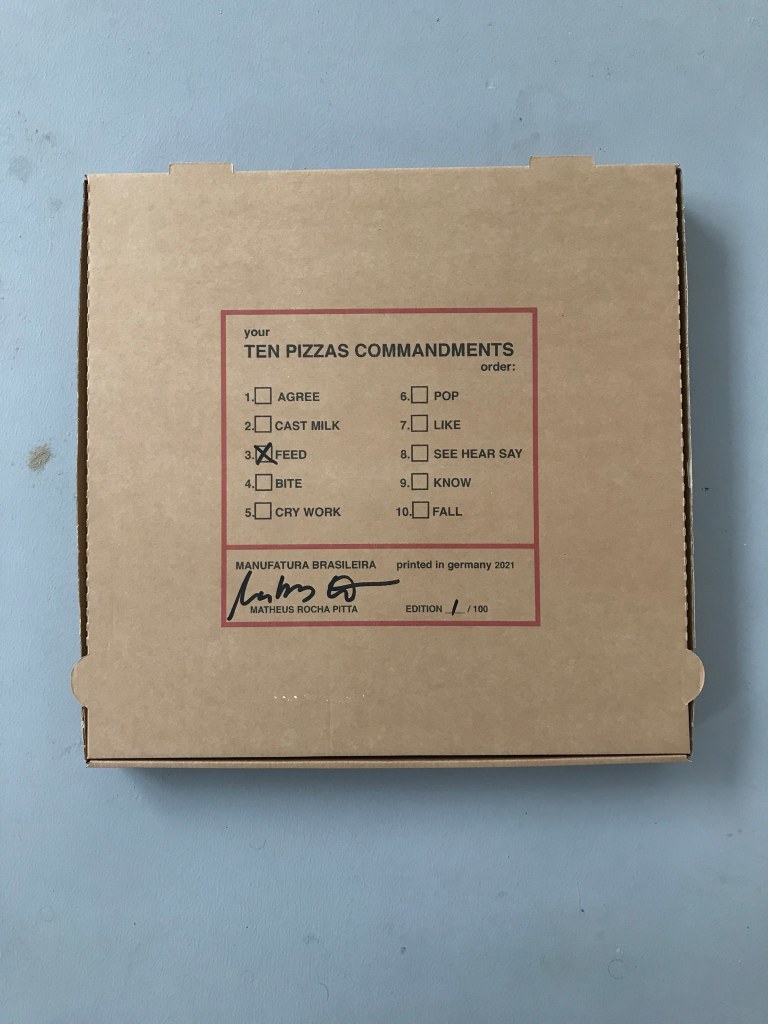 your
TEN PIZZAS COMMANDMENTS
order:
1. AGREE
2. CAST MILK
3. X FEED
4. BITE
5. CRY WORK
6. POP
7. LIKE
8. SEE HEAR SAY
9. KNOW
10. FALL
MANUFATURA BRASILEIRA printed in germany 2021
MATHEUS ROCHA PITTA EDITION 1 / 100